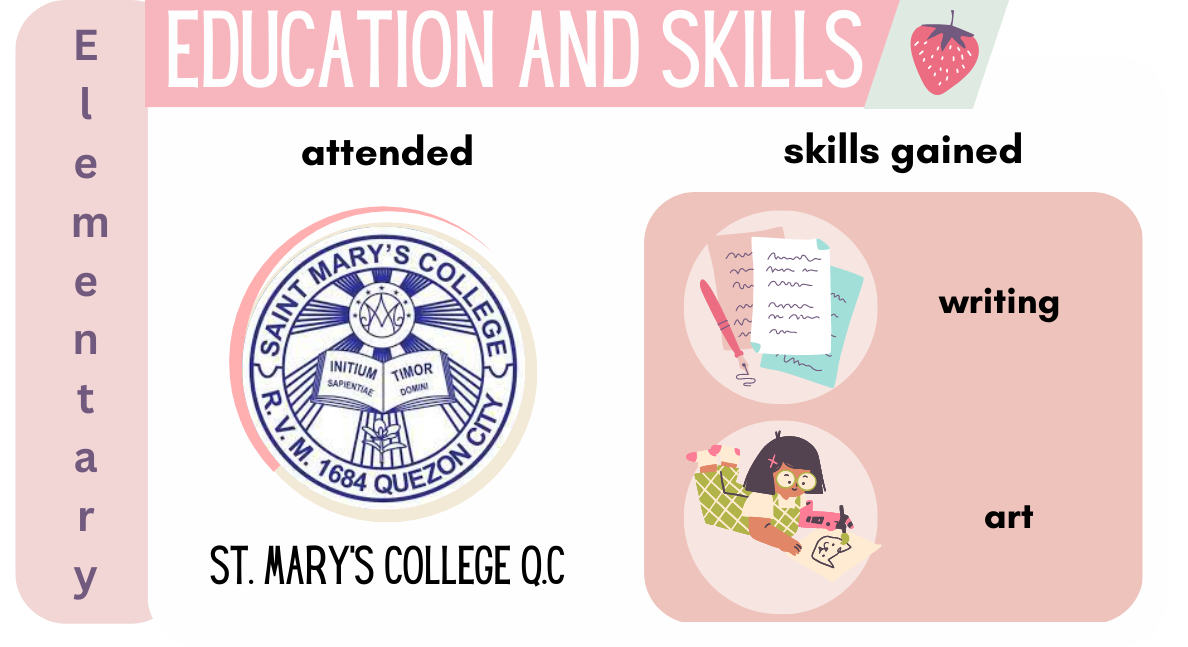 Elementary
EDUCATION AND SKILLS
attended
SAINT MARY'S COLLEGE
INITIUM
SAPIENTIAE
TIMOR
DOMINI
R. V. M. 1684 QUEZON CITY
ST. MARY'S COLLEGE Q.C
skills gained
writing
art